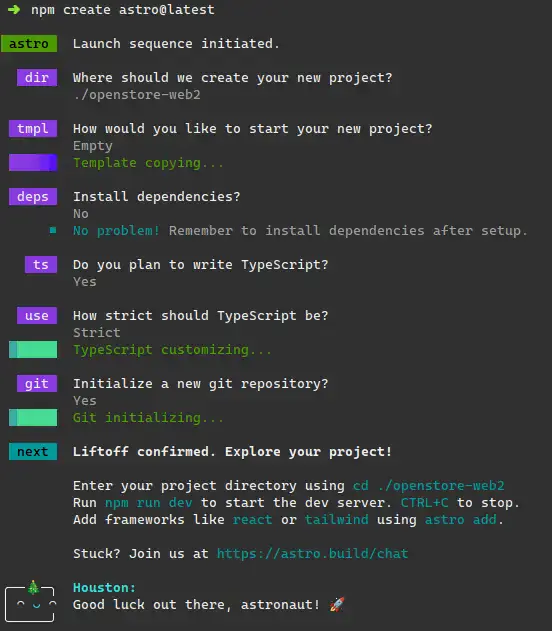 → npm create astro@latest
astro Launch sequence initiated.
dir Where should we create your new project?
./openstore-web2
tmpl How would you like to start your new project?
Empty
Template copying...
deps Install dependencies?
No
No problem! Remember to install dependencies after setup.
ts Do you plan to write TypeScript?
Yes
use How strict should TypeScript be?
Strict
TypeScript customizing...
git Initialize a new git repository?
Yes
Git initializing...
next Liftoff confirmed. Explore your project!
Enter your project directory using cd ./openstore-web2
Run npm run dev to start the dev server. CTRL+C to stop.
Add frameworks like react or tailwind using astro add.
Stuck? Join us at https://astro.build/chat
Houston:
Good luck out there, astronaut! 🚀